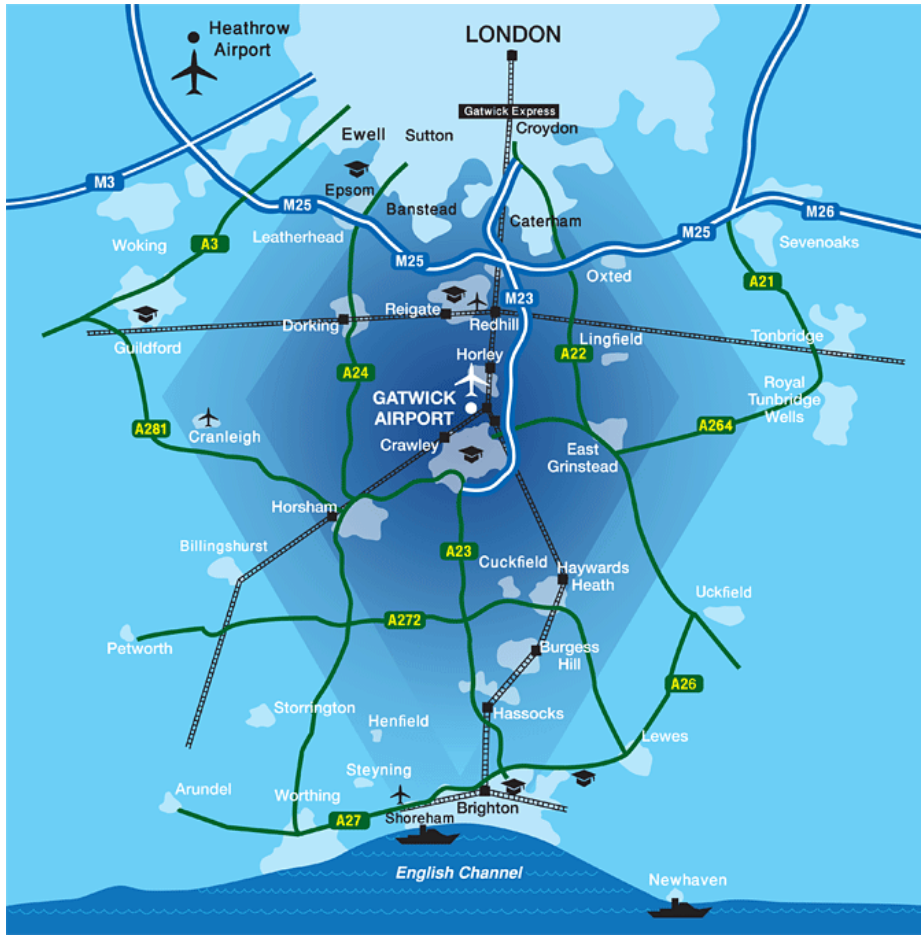 Heathrow
Airport
LONDON
Gatwick Express
Croydon
Ewell
Sutton
Epsom
Banstead
M3
M25
Leatherhead
Caterham
M25
M25
M26
Woking
A3
Oxted
Sevenoaks
A21
M23
Reigate
Redhill
Dorking
Guildford
Tonbridge
Horley
Lingfield
A22
A24
GATWICK
AIRPORT
Royal
Tunbridge
Wells
A281
Cranleigh
A264
Crawley
East
Grinstead
Horsham
Billingshurst
A23
Cuckfield
Haywards
Heath
Uckfield
A272
Petworth
Burgess
Hill
A26
Storrington
Henfield
Hassocks
Lewes
Steyning
Arundel
Worthing
A27
Shoreham
Brighton
English Channel
Newhaven